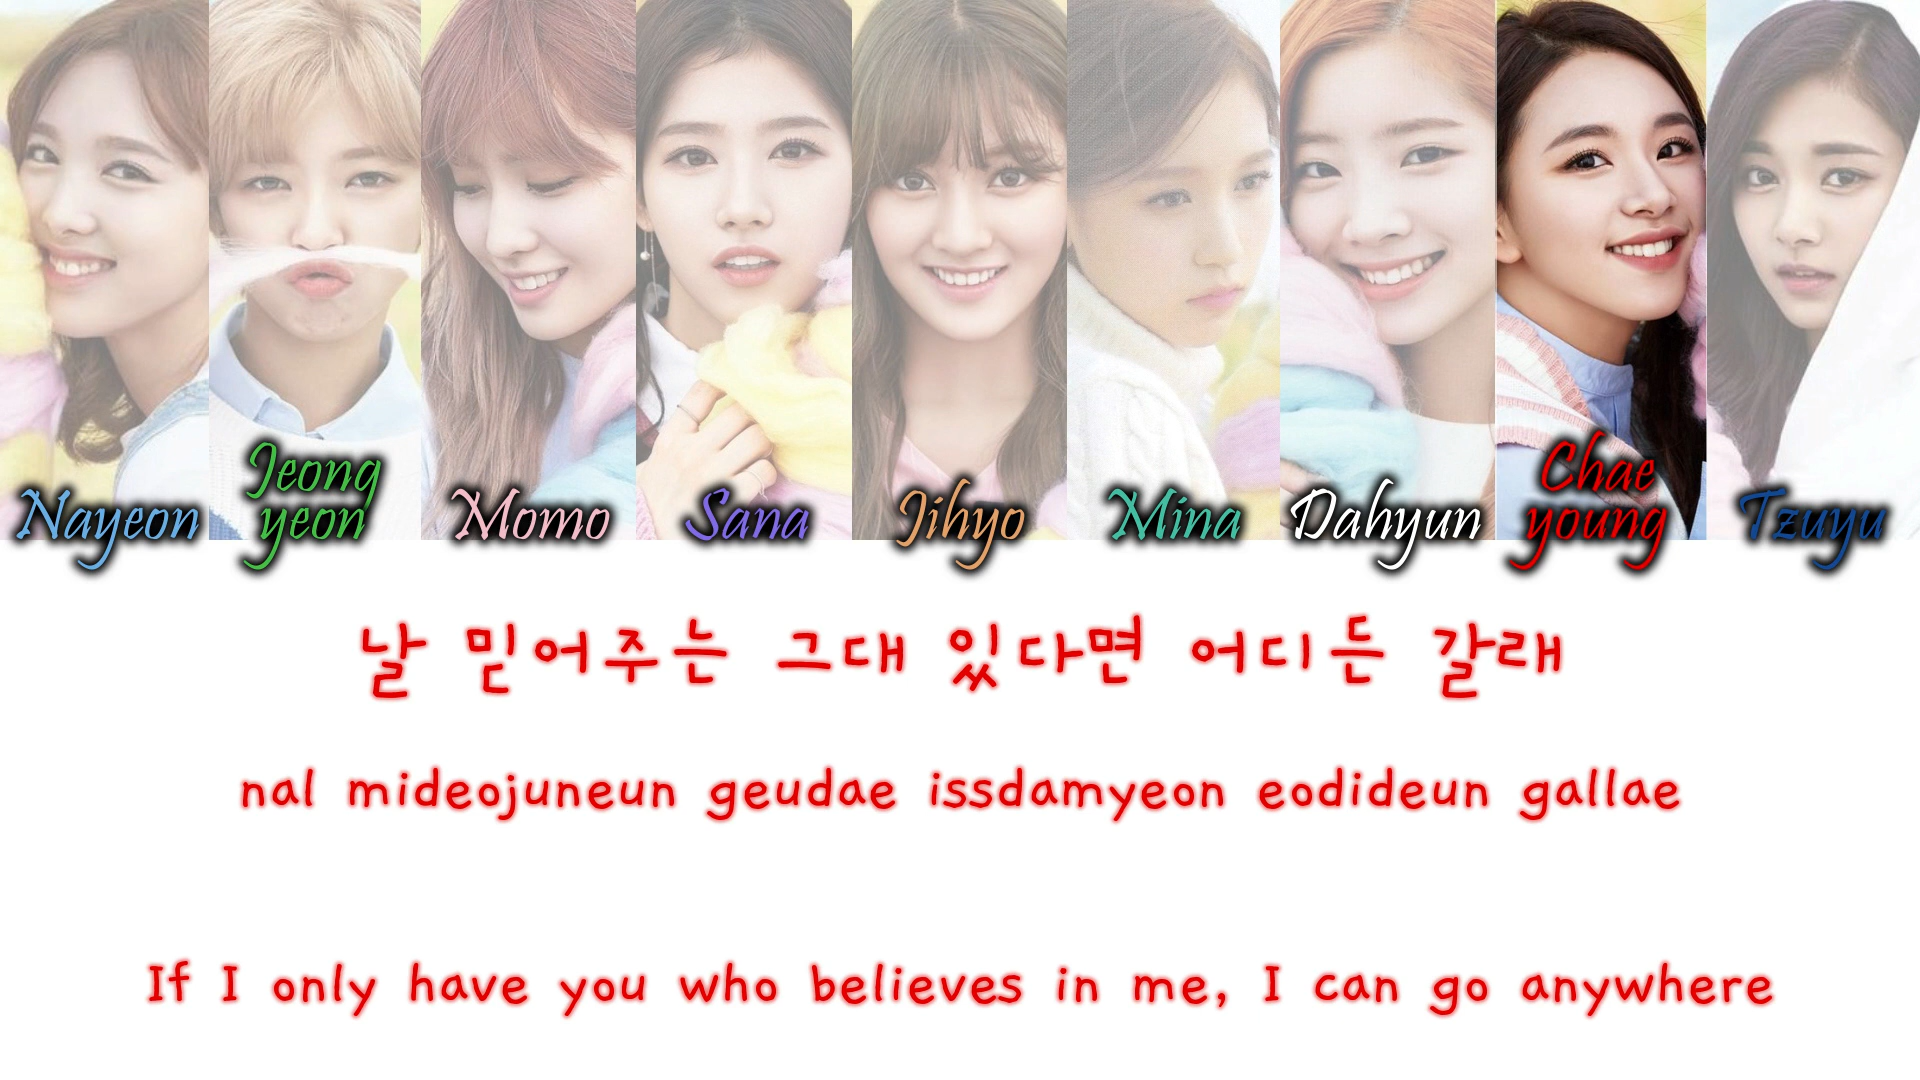 Nayeon
Jeong
yeon
Momo
Sana
Jihyo
Mina
Dahyun
Chae
young
Tzuyu
날 믿어주는 그대 있다면 어디든 갈래
nal mideojuneun geudae issdamyeon eodideun gallae
If I only have you who believes in me, I can go anywhere